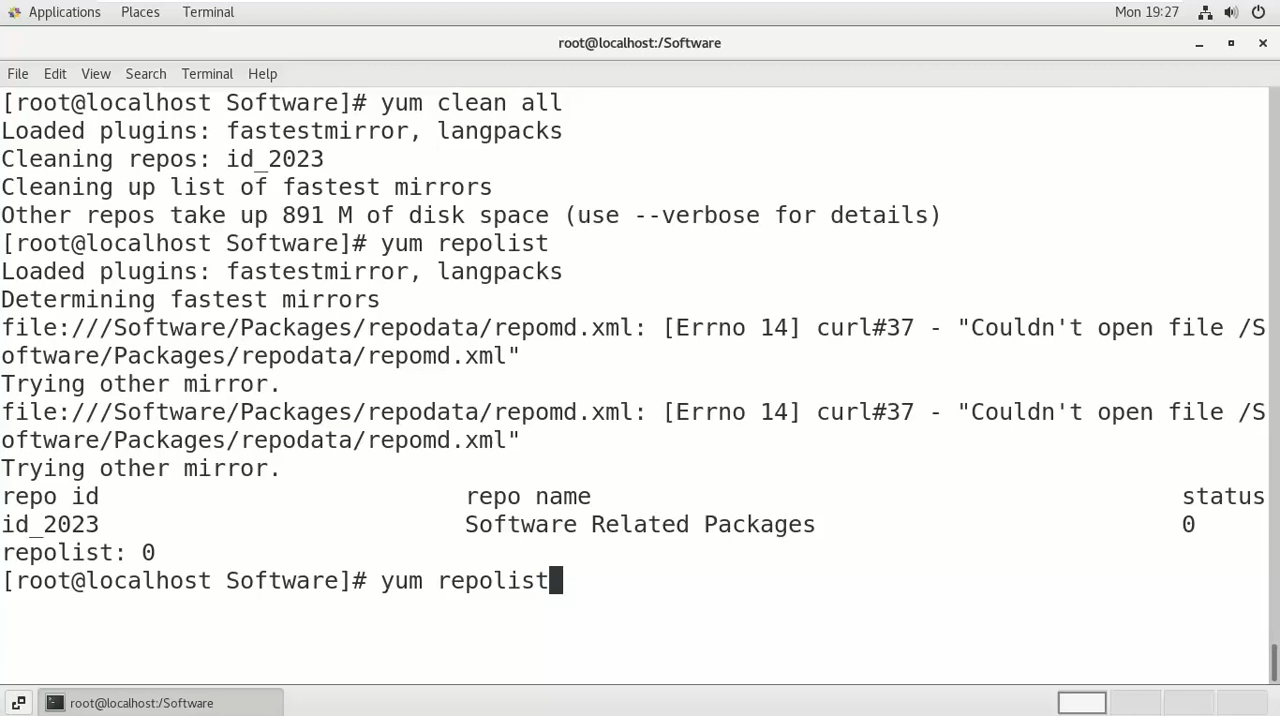 Applications Places Terminal Mon 19:27
root@localhost:/Software
File Edit View Search Terminal Help
[root@localhost Software]# yum clean all
Loaded plugins: fastestmirror, langpacks
Cleaning repos: id_2023
Cleaning up list of fastest mirrors
Other repos take up 891 M of disk space (use --verbose for details)
[root@localhost Software]# yum repolist
Loaded plugins: fastestmirror, langpacks
Determining fastest mirrors
file:///Software/Packages/repodata/repomd.xml: [Errno 14] curl#37 - "Couldn't open file /S
oftware/Packages/repodata/repomd.xml"
Trying other mirror.
file:///Software/Packages/repodata/repomd.xml: [Errno 14] curl#37 - "Couldn't open file /S
oftware/Packages/repodata/repomd.xml"
Trying other mirror.
repo id repo name status
id_2023 Software Related Packages 0
repolist: 0
[root@localhost Software]# yum repolist
root@localhost:/Software